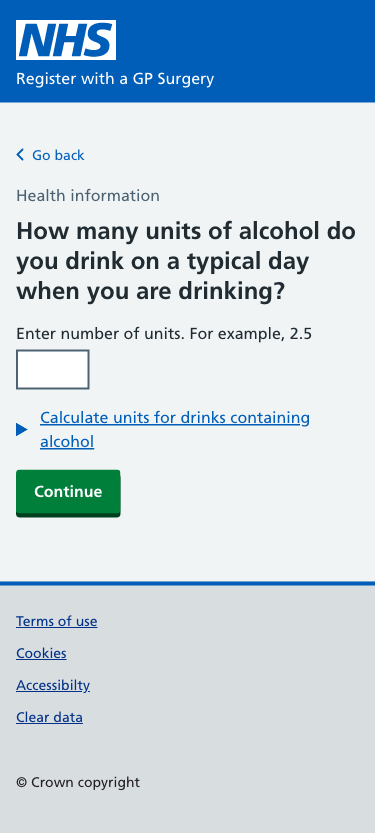 NHS
Register with a GP Surgery
Go back
Health information
How many units of alcohol do
you drink on a typical day
when you are drinking?
Enter number of units. For example, 2.5
Calculate units for drinks containing
alcohol
Continue
Terms of use
Cookies
Accessibilty
Clear data
© Crown copyright